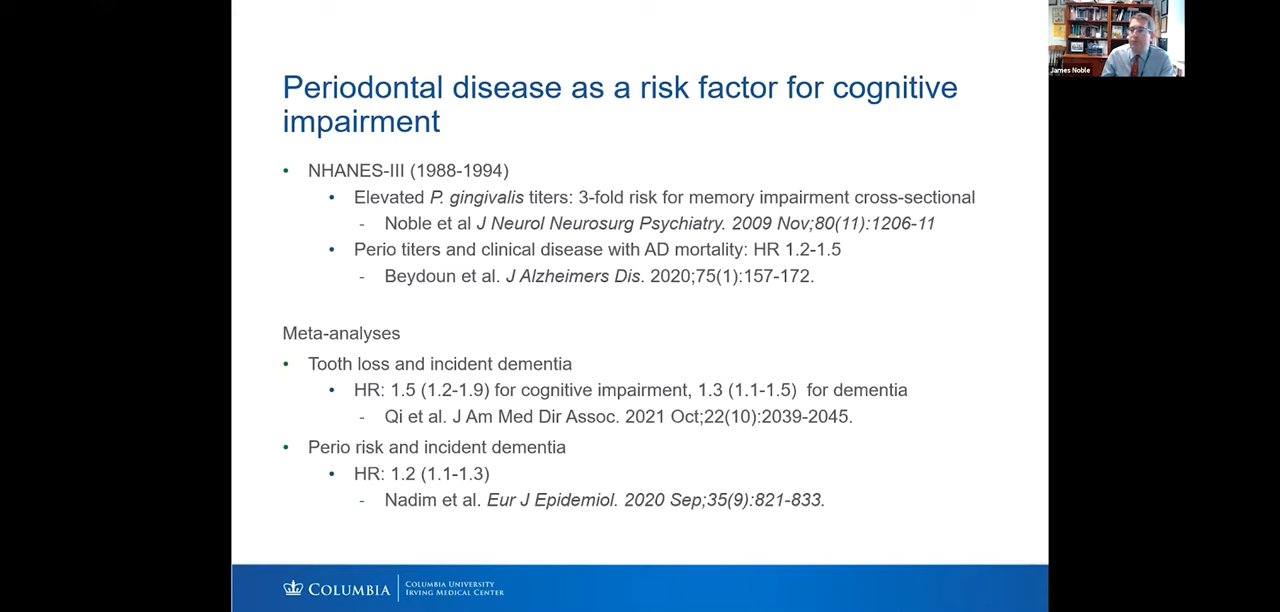 James Noble
Periodontal disease as a risk factor for cognitive
impairment
• NHANES-III (1988-1994)
• Elevated P. gingivalis titers: 3-fold risk for memory impairment cross-sectional
- Noble et al J Neurol Neurosurg Psychiatry. 2009 Nov;80(11):1206-11
• Perio titers and clinical disease with AD mortality: HR 1.2-1.5
- Beydoun et al. J Alzheimers Dis. 2020;75(1):157-172.
Meta-analyses
• Tooth loss and incident dementia
• HR: 1.5 (1.2-1.9) for cognitive impairment, 1.3 (1.1-1.5) for dementia
- Qi et al. J Am Med Dir Assoc. 2021 Oct;22(10):2039-2045.
• Perio risk and incident dementia
• HR: 1.2 (1.1-1.3)
- Nadim et al. Eur J Epidemiol. 2020 Sep;35(9):821-833.
COLUMBIA
COLUMBIA UNIVERSITY
IRVING MEDICAL CENTER